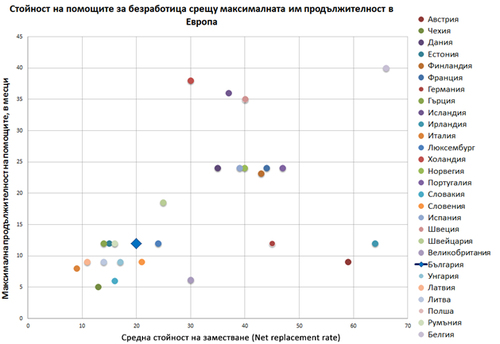 Стойност на помощите за безработица срещу максималната им продължителност в
Европа
Максимална продължителност на помощите, в месеци
45
40
35
30
25
20
15
10
5
0
0 10 20 30 40 50 60 70
Средна стойност на заместване (Net replacement rate)
Австрия
Чехия
Дания
Естония
Финландия
Франция
Германия
Гърция
Исландия
Ирландия
Италия
Люксембург
Холандия
Норвегия
Португалия
Словакия
Словения
Испания
Швеция
Швейцария
Великобритания
България
Унгария
Латвия
Литва
Полша
Румъния
Белгия